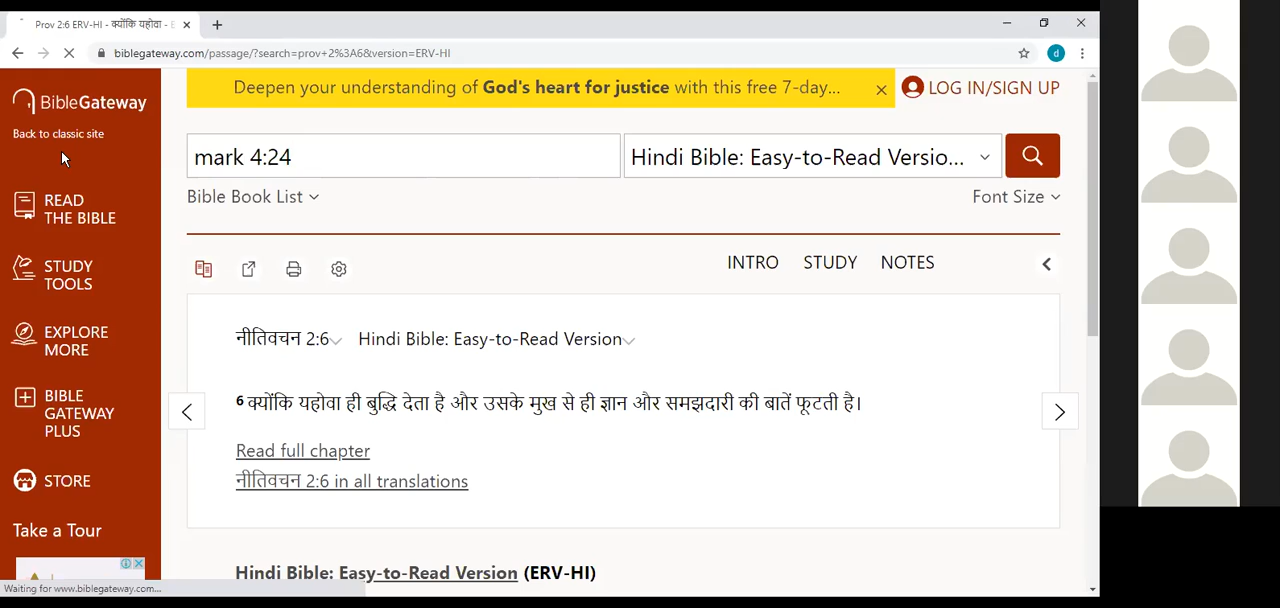 Prov 2:6 ERV-HI - क्योंकि यहोवा - E
biblegateway.com/passage/?search=prov+2%3A6&version=ERV-HI
d
BibleGateway
Back to classic site
READ
THE BIBLE
STUDY
TOOLS
EXPLORE
MORE
BIBLE
GATEWAY
PLUS
STORE
Take a Tour
Deepen your understanding of God's heart for justice with this free 7-day...
LOG IN/SIGN UP
mark 4:24
Hindi Bible: Easy-to-Read Versio...
Bible Book List
Font Size
INTRO STUDY NOTES
नीतिवचन 2:6 Hindi Bible: Easy-to-Read Version
6 क्योंकि यहोवा ही बुद्धि देता है और उसके मुख से ही ज्ञान और समझदारी की बातें फूटती है।
Read full chapter
नीतिवचन 2:6 in all translations
Hindi Bible: Easy-to-Read Version (ERV-HI)
Waiting for www.biblegateway.com...